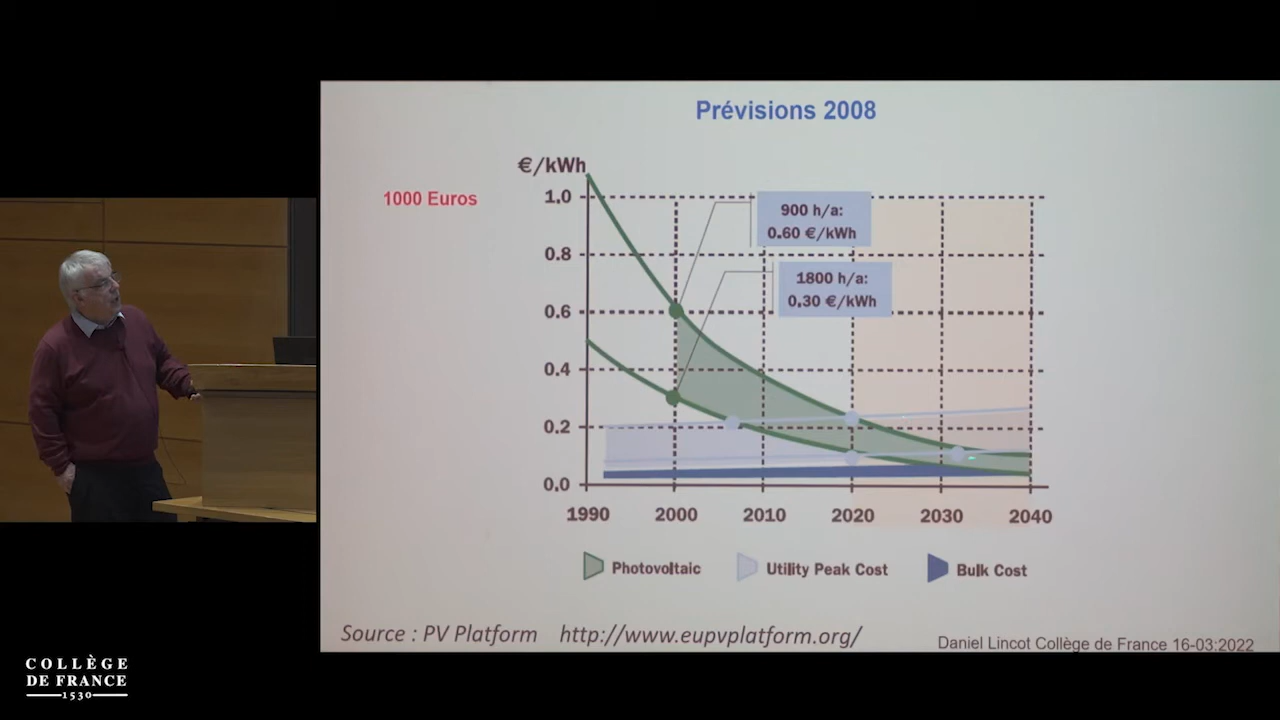 Prévisions 2008
€/kWh
1000 Euros
1.0
0.8
0.6
0.4
0.2
0.0
900 h/a:
0.60 €/kWh
1800 h/a:
0.30 €/kWh
1990 2000 2010 2020 2030 2040
Photovoltaic Utility Peak Cost Bulk Cost
Source : PV Platform http://www.eupvplatform.org/
Daniel Lincot Collège de France 16-03:2022
COLLÈGE
DE FRANCE
1530